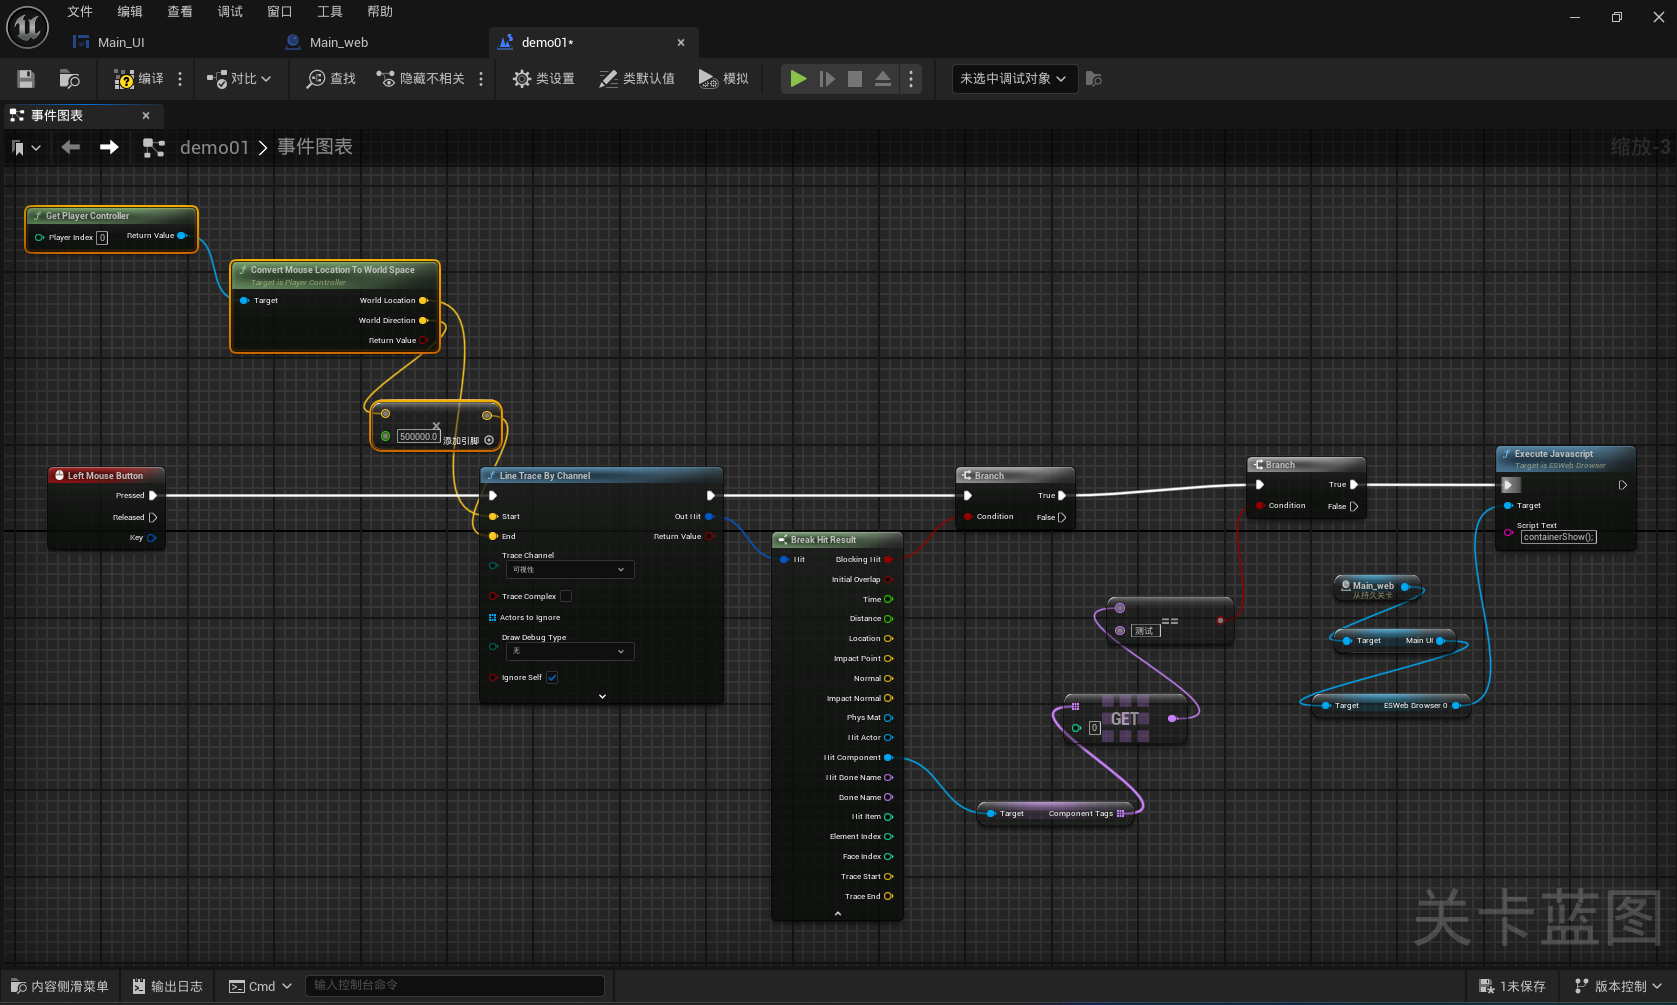 文件 编辑 查看 调试 窗口 工具 帮助
Main_UI
Main_web
demo01*
编译
对比
查找
隐藏不相关
类设置
类默认值
模拟
未选中调试对象
事件图表
demo01 > 事件图表
缩放-3
Get Player Controller
Player Index 0
Return Value
Convert Mouse Location To World Space
Target is Player Controller
Target
World Location
World Direction
Return Value
500000.0
添加引脚
Left Mouse Button
Pressed
Released
Key
Line Trace By Channel
Start
Out Hit
End
Return Value
Trace Channel
可视性
Trace Complex
Actors to Ignore
Draw Debug Type
无
Ignore Self
Break Hit Result
Hit
Blocking Hit
Initial Overlap
Time
Distance
Location
Impact Point
Normal
Impact Normal
Phys Mat
Hit Actor
Hit Component
Hit Bone Name
Bone Name
Hit Item
Element Index
Face Index
Trace Start
Trace End
Branch
True
Condition
False
Target
Component Tags
GET
0
==
测试
Branch
True
Condition
False
Execute Javascript
Target is ESWeb Browser
Target
Script Text
containerShow();
Main_web
从持久关卡
Target
Main UI
Target
ESWeb Browser 0
关卡蓝图
内容侧滑菜单
输出日志
Cmd
输入控制台命令
1未保存
版本控制